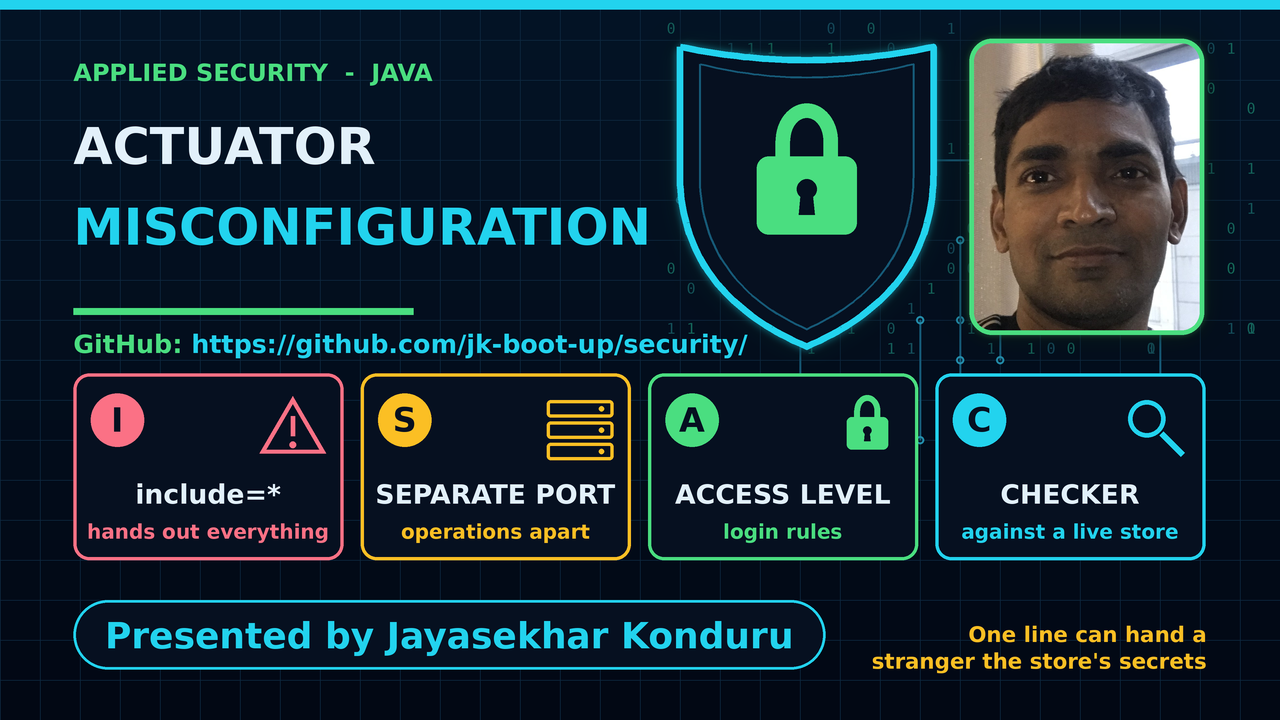 APPLIED SECURITY - JAVA
ACTUATOR
MISCONFIGURATION
GitHub: https://github.com/jk-boot-up/security/
I
include=*
hands out everything
S
SEPARATE PORT
operations apart
A
ACCESS LEVEL
login rules
C
CHECKER
against a live store
Presented by Jayasekhar Konduru
One line can hand a
stranger the store's secrets